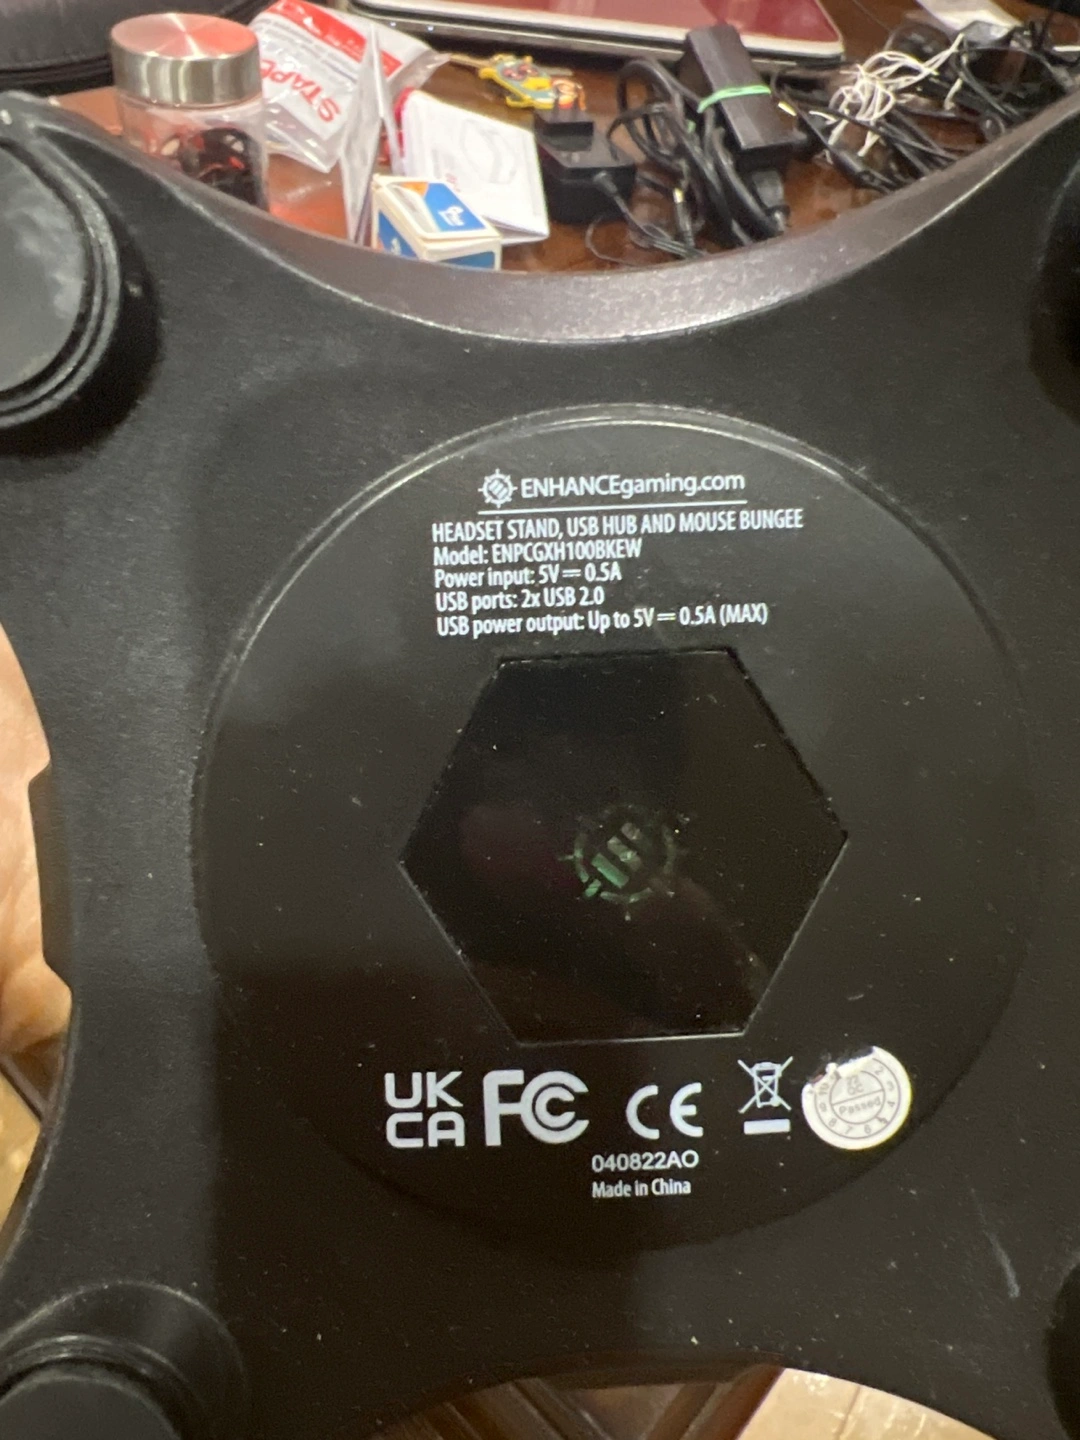 STAPL
ENHANCEgaming.com
HEADSET STAND, USB HUB AND MOUSE BUNGEE
Model: ENPCGXH100BKEW
Power input: 5V⎓0.5A
USB ports: 2x USB 2.0
USB power output: Up to 5V⎓0.5A (MAX)
UK
CA FC CE
Passed
040822AO
Made in China